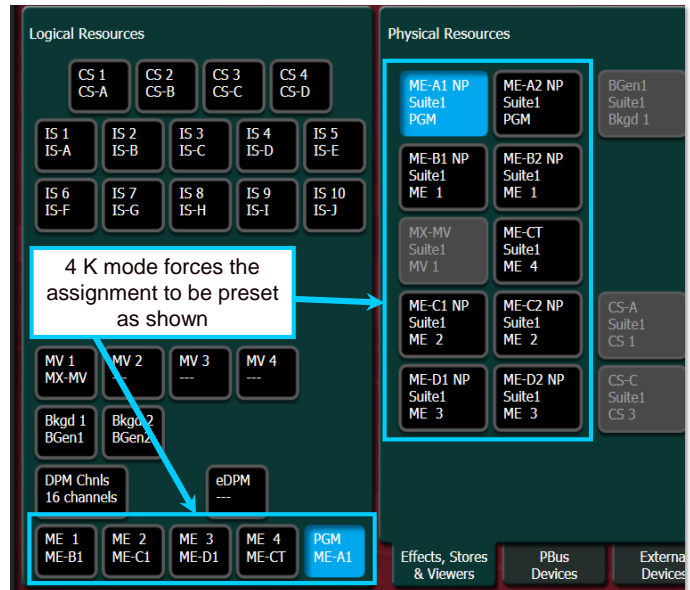 Logical Resources
CS 1 CS 2 CS 3 CS 4
CS-A CS-B CS-C CS-D
IS 1 IS 2 IS 3 IS 4 IS 5
IS-A IS-B IS-C IS-D IS-E
IS 6 IS 7 IS 8 IS 9 IS 10
IS-F IS-G IS-H IS-I IS-J
4 K mode forces the
assignment to be preset
as shown
MV 1 MV 2 MV 3 MV 4
MX-MV --- --- ---
Bkgd 1 Bkgd 2
BGen1 BGen2
DPM Chnls eDPM
16 channels ---
ME 1 ME 2 ME 3 ME 4 PGM
ME-B1 ME-C1 ME-D1 ME-CT ME-A1
Physical Resources
ME-A1 NP ME-A2 NP BGen1
Suite1 Suite1 Suite1
PGM PGM Bkgd 1
ME-B1 NP ME-B2 NP
Suite1 Suite1
ME 1 ME 1
MX-MV ME-CT
Suite1 Suite1
MV 1 ME 4
ME-C1 NP ME-C2 NP CS-A
Suite1 Suite1 Suite1
ME 2 ME 2 CS 1
ME-D1 NP ME-D2 NP CS-C
Suite1 Suite1 Suite1
ME 3 ME 3 CS 3
Effects, Stores PBus Externa
& Viewers Devices Device